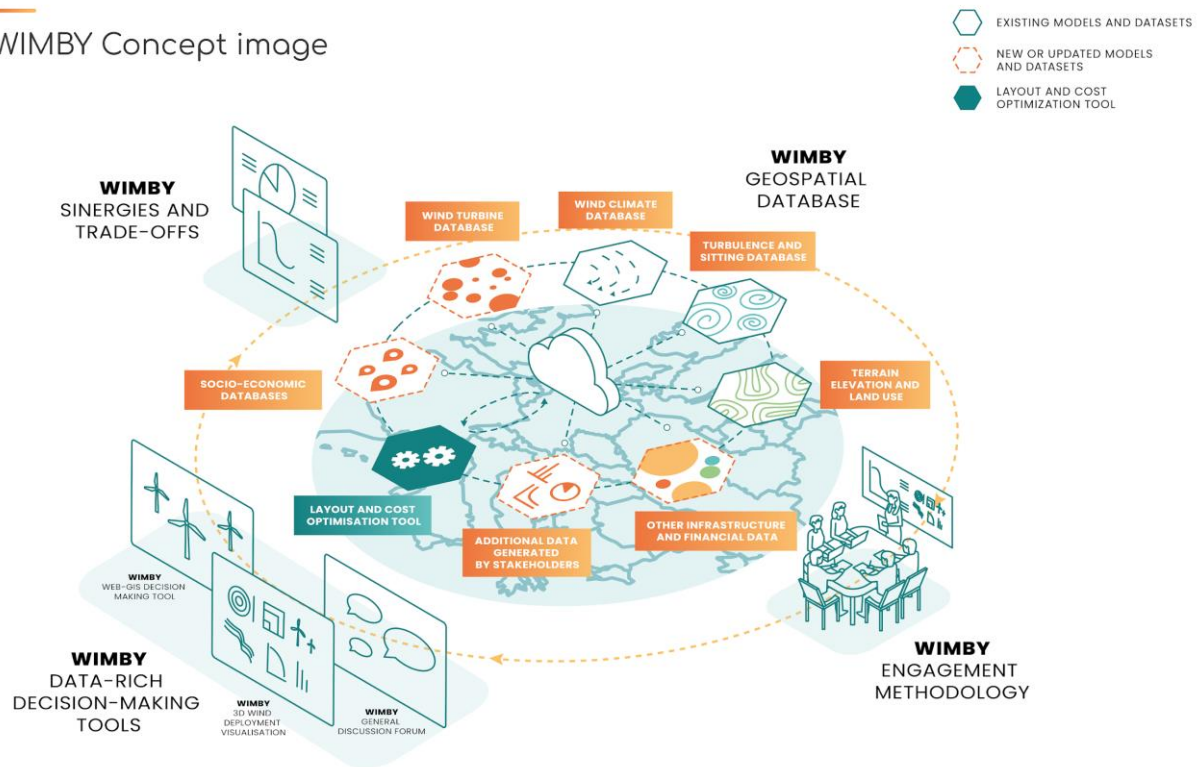 WIMBY Concept image
EXISTING MODELS AND DATASETS
NEW OR UPDATED MODELS
AND DATASETS
LAYOUT AND COST
OPTIMIZATION TOOL
WIMBY
SINERGIES AND
TRADE-OFFS
WIMBY
GEOSPATIAL
DATABASE
WIND TURBINE
DATABASE
WIND CLIMATE
DATABASE
TURBULENCE AND
SITTING DATABASE
SOCIO-ECONOMIC
DATABASES
TERRAIN
ELEVATION AND
LAND USE
LAYOUT AND COST
OPTIMISATION TOOL
ADDITIONAL DATA
GENERATED
BY STAKEHOLDERS
OTHER INFRASTRUCTURE
AND FINANCIAL DATA
WIMBY
WEB-GIS DECISION
MAKING TOOL
WIMBY
DATA-RICH
DECISION-MAKING
TOOLS
WIMBY
3D WIND
DEPLOYMENT
VISUALISATION
WIMBY
GENERAL
DISCUSSION FORUM
WIMBY
ENGAGEMENT
METHODOLOGY